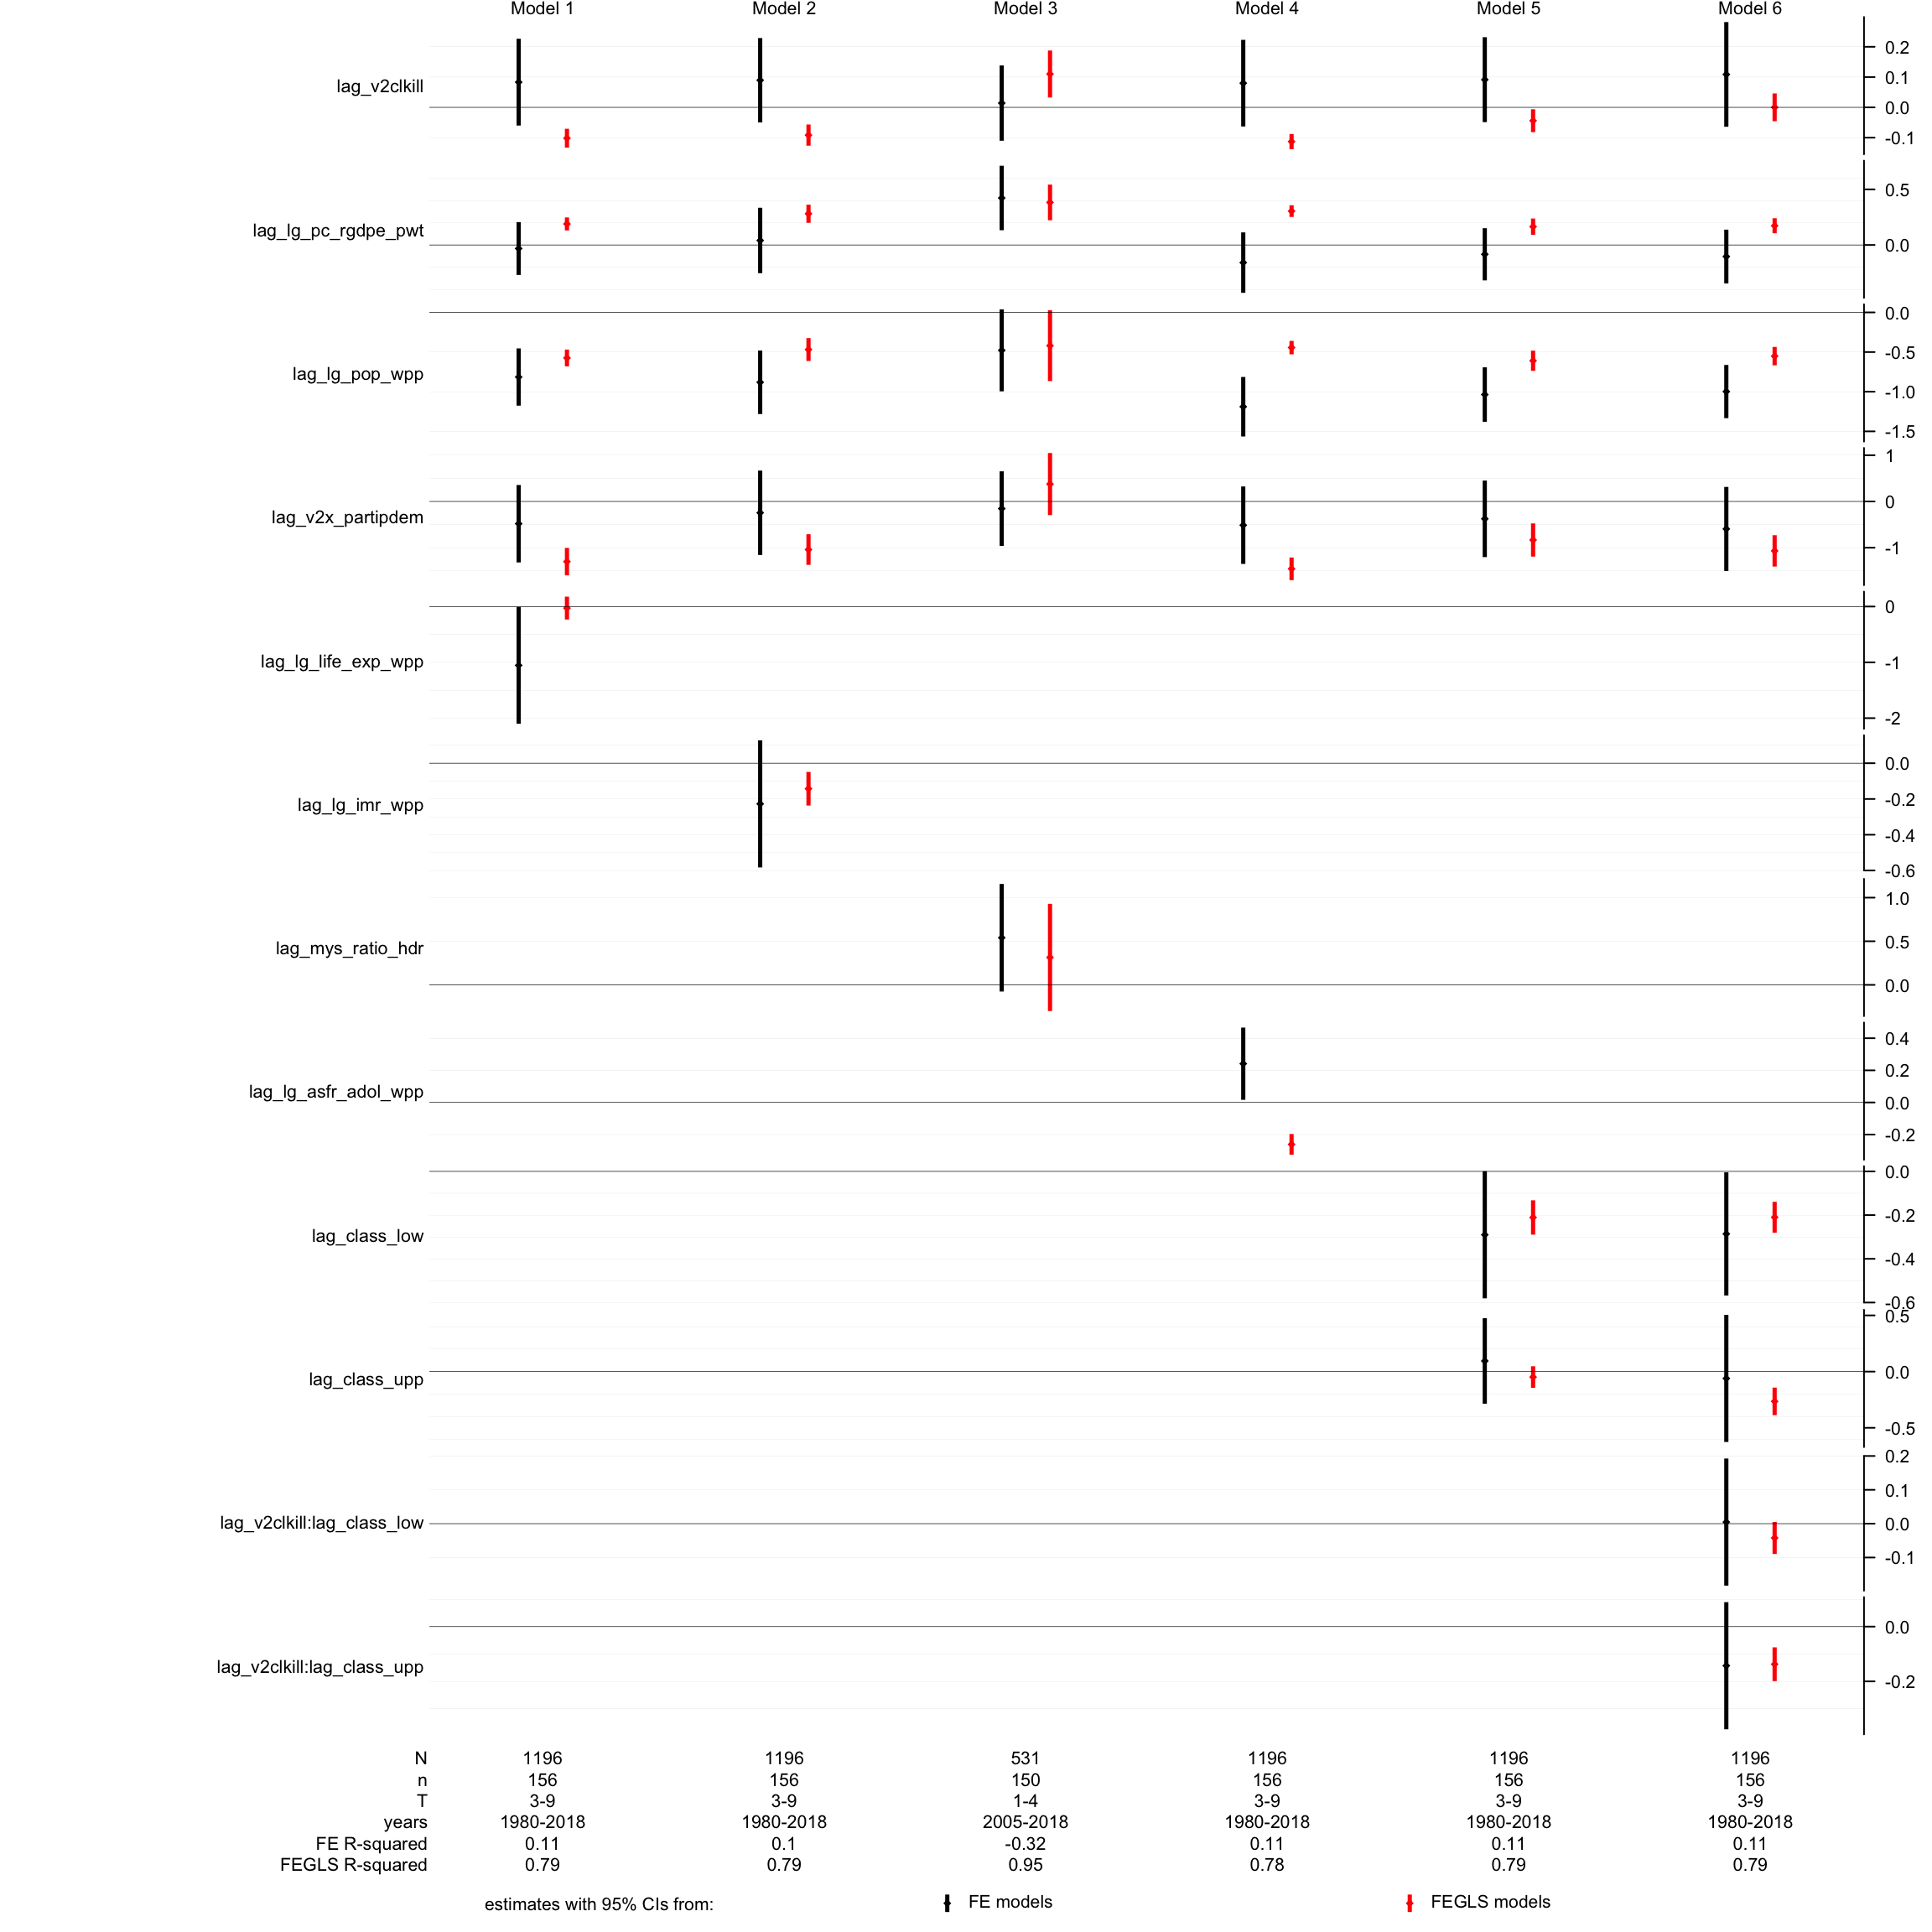 Model 1 Model 2 Model 3 Model 4 Model 5 Model 6
lag_v2clkill
0.2
0.1
0.0
-0.1
lag_lg_pc_rgdpe_pwt
0.5
0.0
lag_lg_pop_wpp
0.0
-0.5
-1.0
-1.5
lag_v2x_partipdem
1
0
-1
lag_lg_life_exp_wpp
0
-1
-2
lag_lg_imr_wpp
0.0
-0.2
-0.4
-0.6
lag_mys_ratio_hdr
1.0
0.5
0.0
lag_lg_asfr_adol_wpp
0.4
0.2
0.0
-0.2
lag_class_low
0.0
-0.2
-0.4
-0.6
lag_class_upp
0.5
0.0
-0.5
lag_v2clkill:lag_class_low
0.2
0.1
0.0
-0.1
lag_v2clkill:lag_class_upp
0.0
-0.2
N 1196 1196 531 1196 1196 1196
n 156 156 150 156 156 156
T 3-9 3-9 1-4 3-9 3-9 3-9
years 1980-2018 1980-2018 2005-2018 1980-2018 1980-2018 1980-2018
FE R-squared 0.11 0.1 -0.32 0.11 0.11 0.11
FEGLS R-squared 0.79 0.79 0.95 0.78 0.79 0.79
estimates with 95% CIs from: FE models FEGLS models